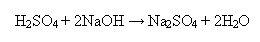 H₂SO₄ + 2NaOH → Na₂SO₄ + 2H₂O